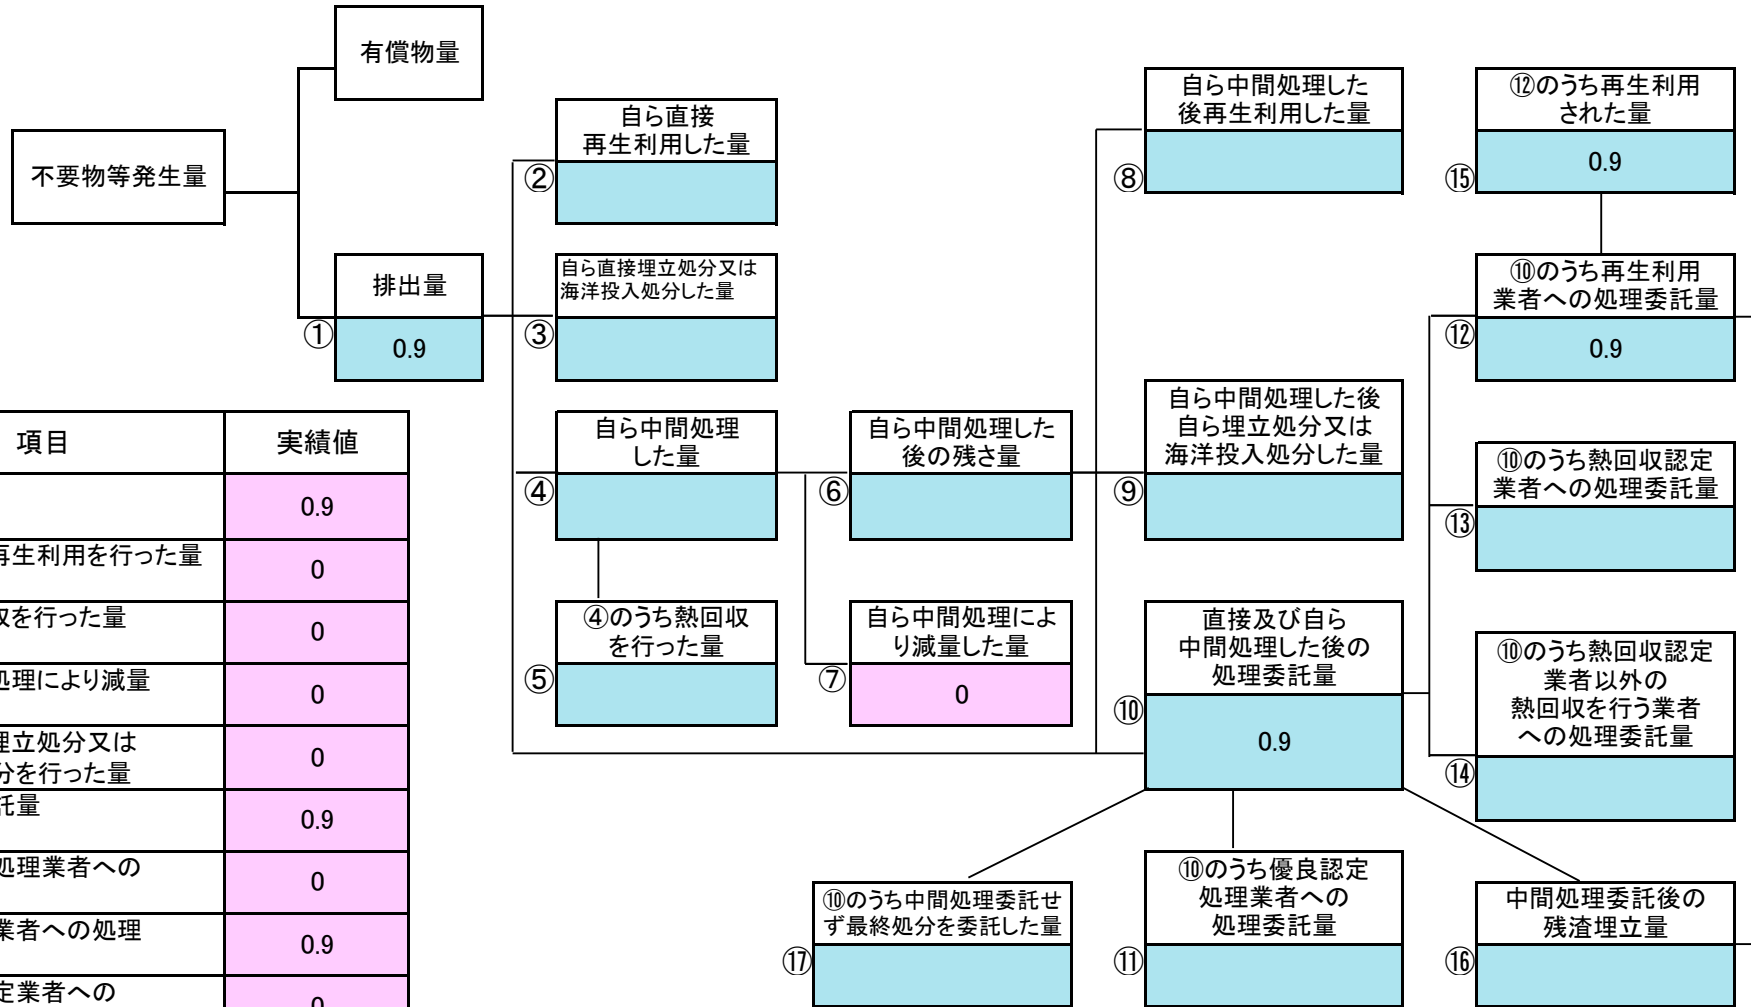 有償物量
不要物等発生量
排出量
①
0.9
自ら直接
再生利用した量
②
自ら直接埋立処分又は
海洋投入処分した量
③
自ら中間処理
した量
④
④のうち熱回収
を行った量
⑤
自ら中間処理した
後の残さ量
⑥
自ら中間処理によ
り減量した量
⑦
0
自ら中間処理した
後再生利用した量
⑧
自ら中間処理した後
自ら埋立処分又は
海洋投入処分した量
⑨
直接及び自ら
中間処理した後の
処理委託量
⑩
0.9
⑫のうち再生利用
された量
⑮
0.9
⑩のうち再生利用
業者への処理委託量
⑫
0.9
⑩のうち熱回収認定
業者への処理委託量
⑬
⑩のうち熱回収認定
業者以外の
熱回収を行う業者
への処理委託量
⑭
⑩のうち中間処理委託せ
ず最終処分を委託した量
⑰
⑩のうち優良認定
処理業者への
処理委託量
⑪
中間処理委託後の
残渣埋立量
⑯
項目 実績値
0.9
再生利用を行った量 0
を行った量 0
処理により減量 0
埋立処分又は
を行った量 0
託量 0.9
処理業者への 0
業者への処理 0.9
定業者への 0